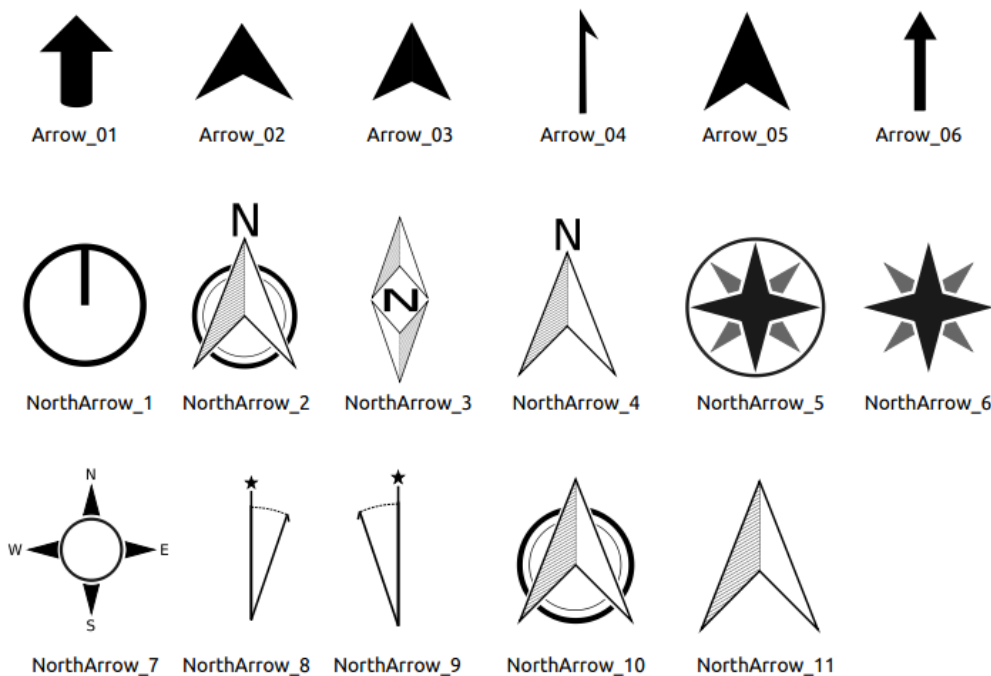 Arrow_01 Arrow_02 Arrow_03 Arrow_04 Arrow_05 Arrow_06
N N
N
NorthArrow_1 NorthArrow_2 NorthArrow_3 NorthArrow_4 NorthArrow_5 NorthArrow_6
N
W E
S
NorthArrow_7 NorthArrow_8 NorthArrow_9 NorthArrow_10 NorthArrow_11